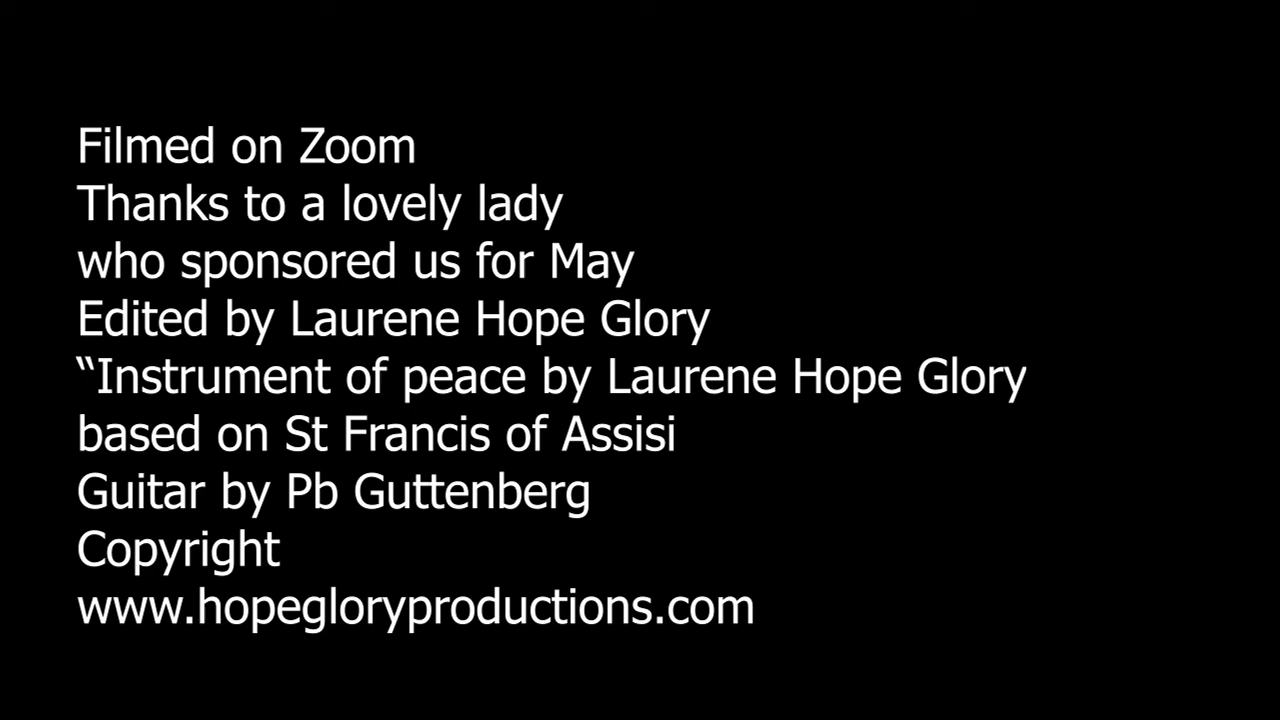 Filmed on Zoom
Thanks to a lovely lady
who sponsored us for May
Edited by Laurene Hope Glory
“Instrument of peace by Laurene Hope Glory
based on St Francis of Assisi
Guitar by Pb Guttenberg
Copyright
www.hopegloryproductions.com